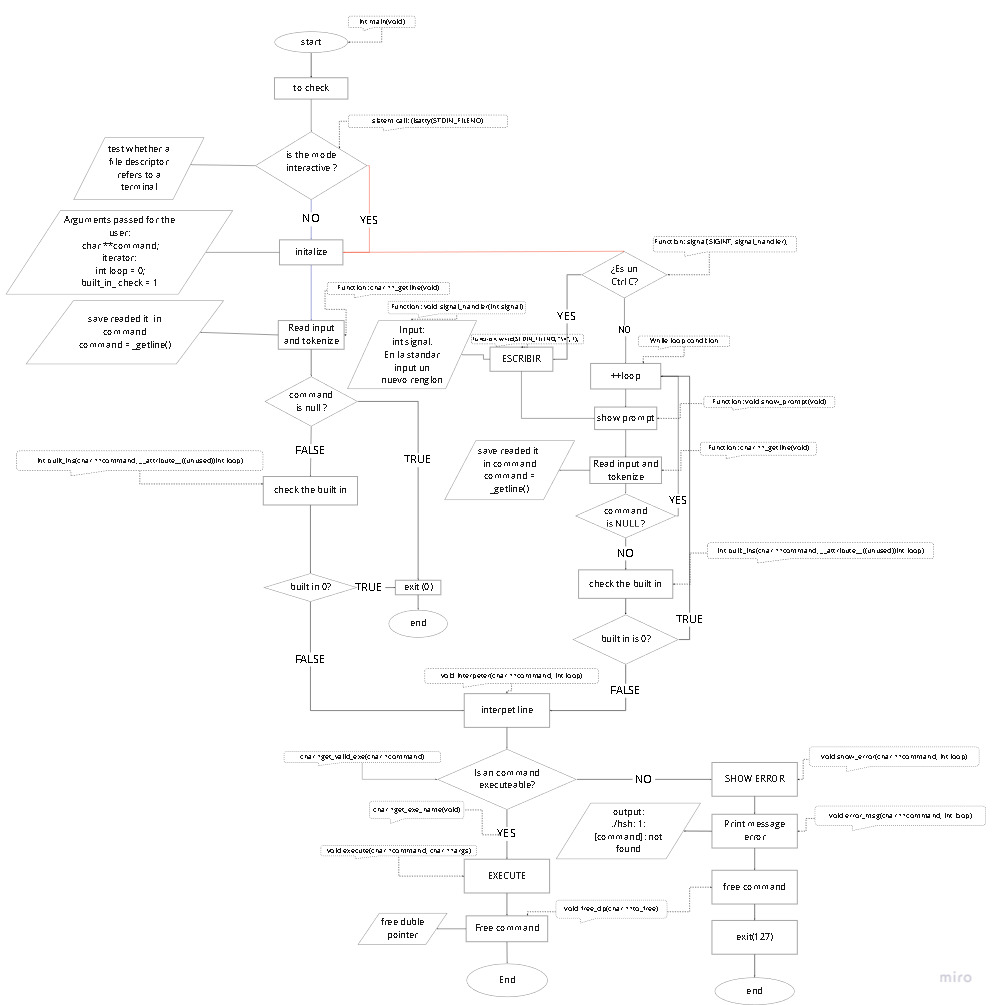 int main(void)
start
to check
sistem call: (isatty(STDIN_FILENO)
is the mode
interactive ?
test whether a
file descriptor
refers to a
terminal
NO
YES
Arguments passed for the
user:
char **command;
iterator:
int loop = 0;
built_in_ check = 1
initalize
Function: signal(SIGINT, signal_handler);
¿Es un
Ctrl C?
YES
NO
Function: char **_getline(void)
Function: void signal_handler(int signal)
save readed it in
command
command = _getline()
Read input
and tokenize
Input:
int signal.
En la standar
input un
nuevo renglon
ESCRIBIR
While loop condition
++loop
command
is null ?
Function: void show_prompt(void)
show prompt
FALSE
TRUE
int built_ins(char **command, __attribute__((unused))int loop)
check the built in
save readed it
in command
command =
_getline()
Read input and
tokenize
Function: char **_getline(void)
YES
command
is NULL?
NO
int built_ins(char **command, __attribute__((unused))int loop)
check the built in
built in 0?
TRUE
exit (0)
end
TRUE
built in is 0?
FALSE
FALSE
void interpeter(char **command, int loop)
interpet line
char *get_valid_exe(char **command)
Is an command
executeable?
NO
SHOW ERROR
void show_error(char **command, int loop)
char *get_exe_name(void)
YES
output:
./hsh: 1:
[command]: not
found
Print message
error
void error_msg(char **command, int loop)
void execute(char **command, char **args)
EXECUTE
free command
void free_dp(char **to_free)
free duble
pointer
Free command
exit(127)
End
end
miro